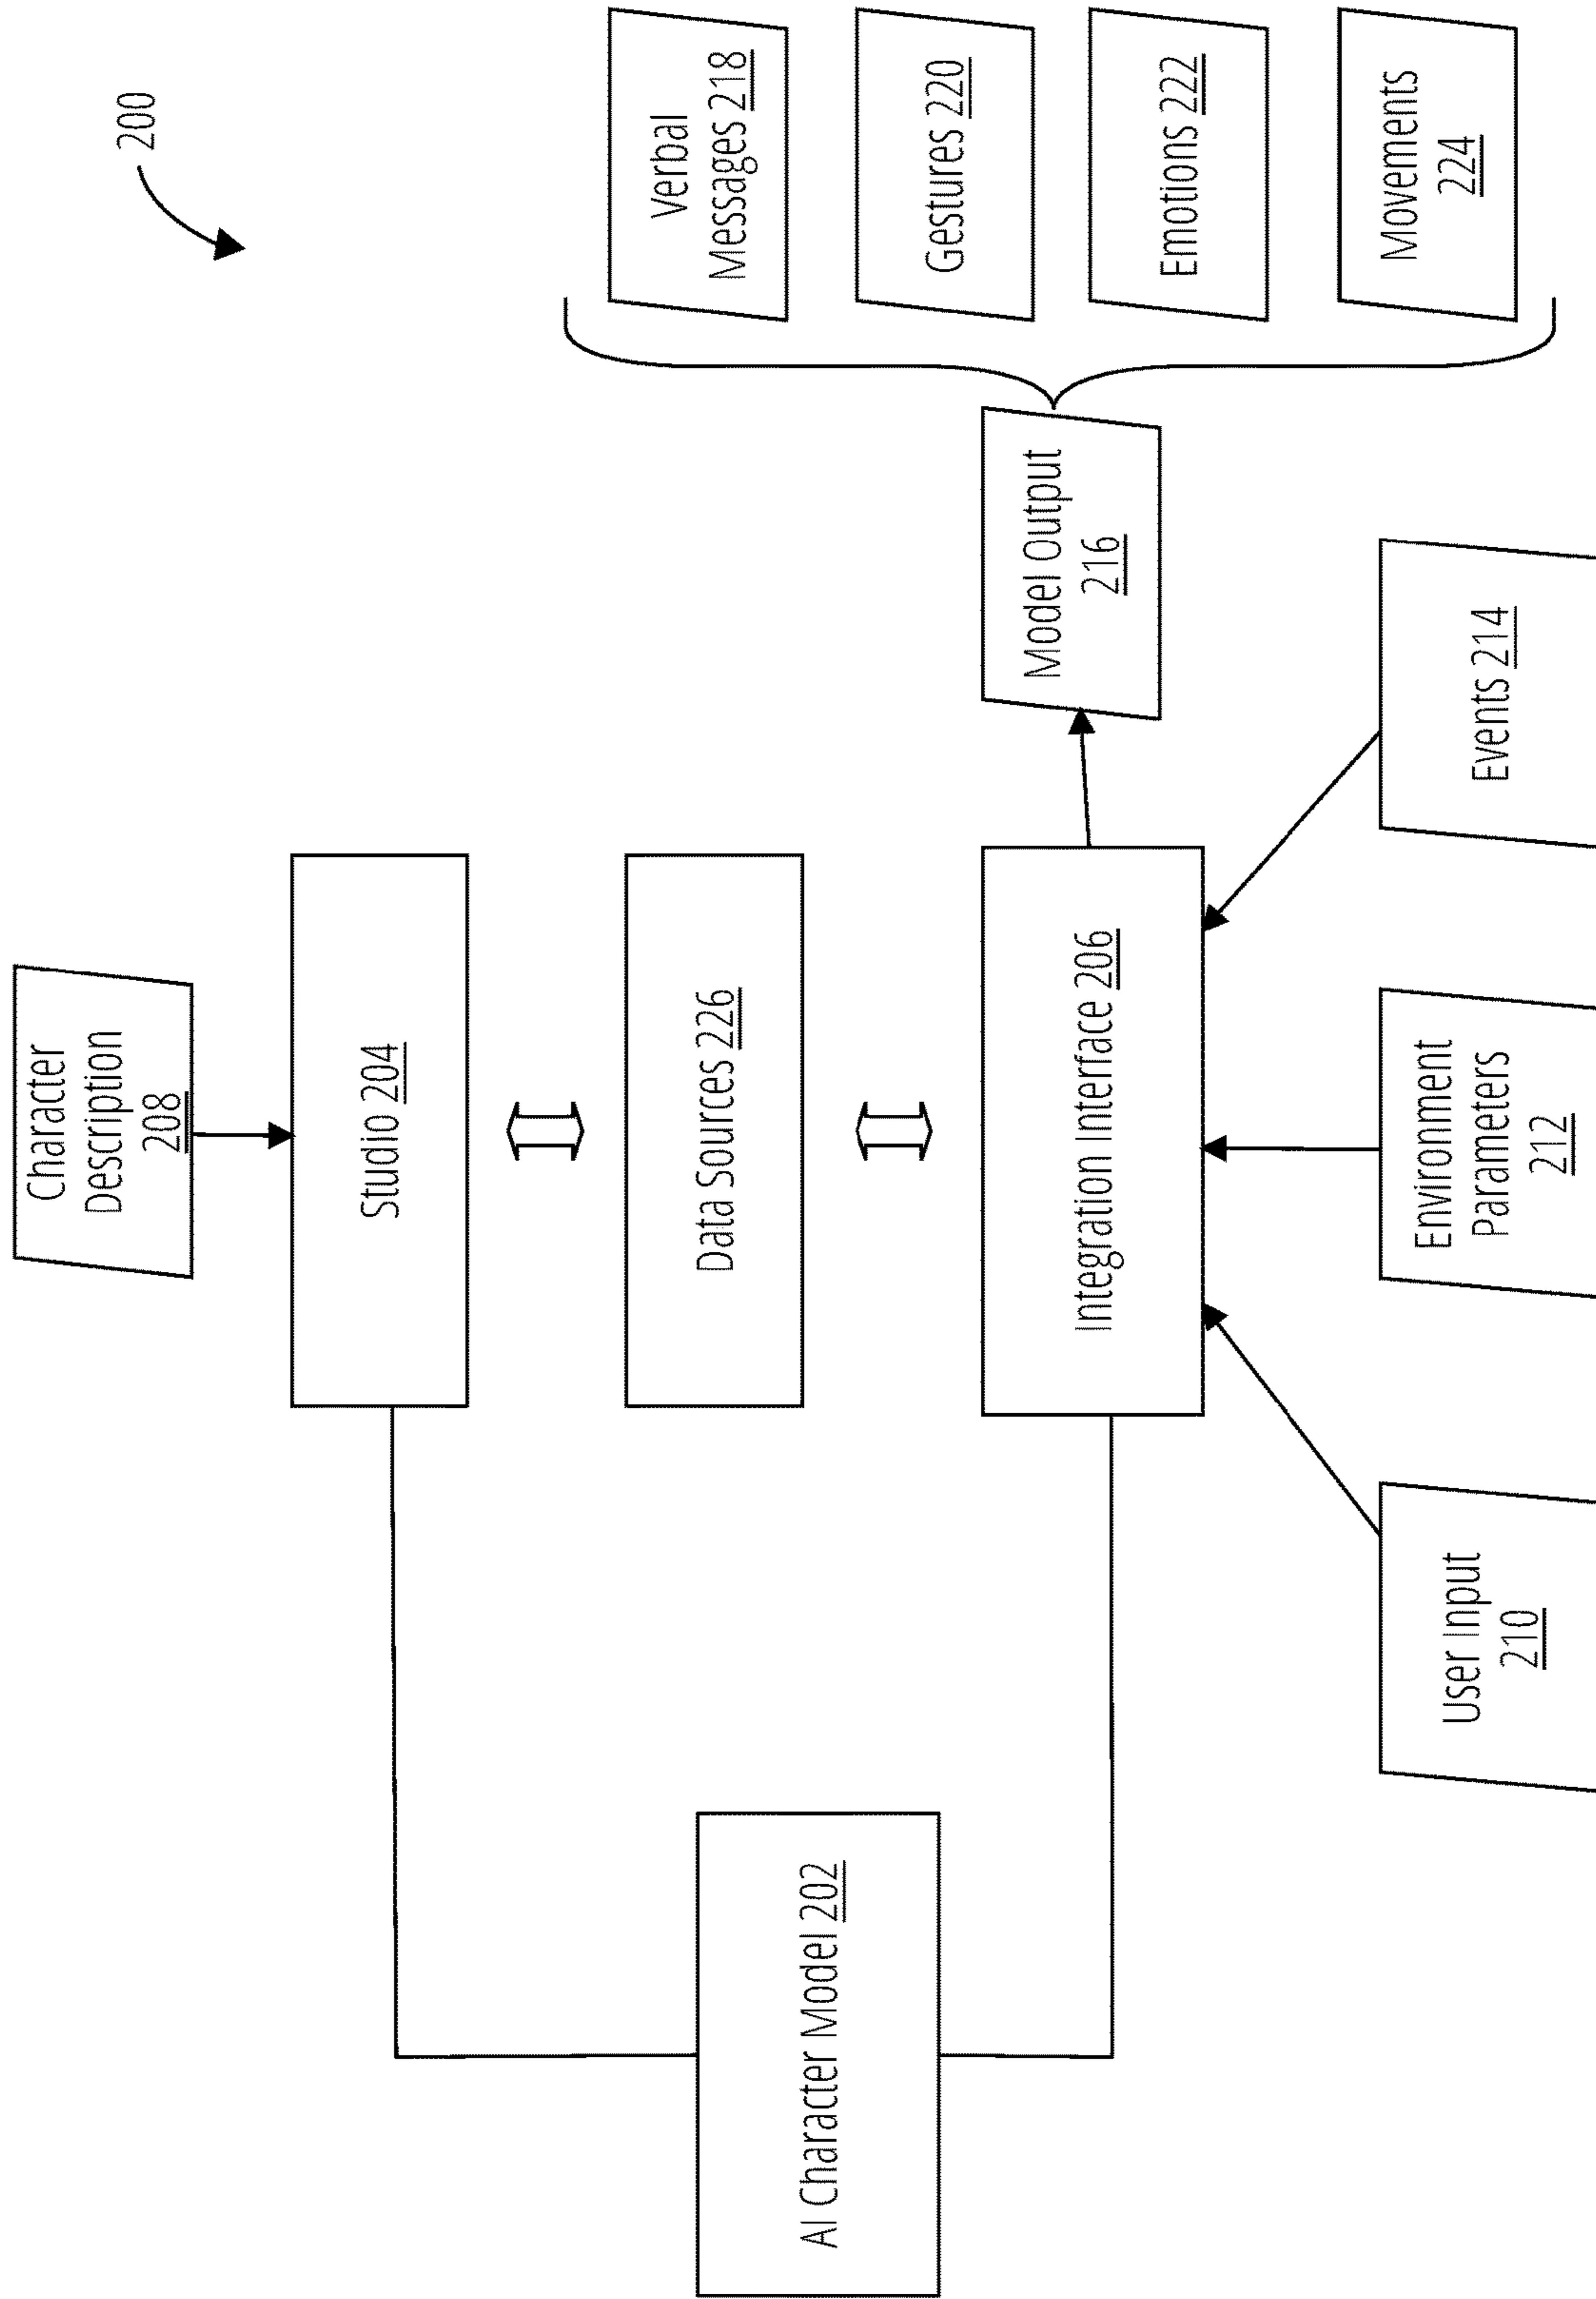 200
Character
Description
208
Studio 204
Data Sources 226
AI Character Model 202
Integration Interface 206
Model Output
216
Verbal
Messages 218
Gestures 220
Emotions 222
Movements
224
User Input
210
Environment
Parameters
212
Events 214